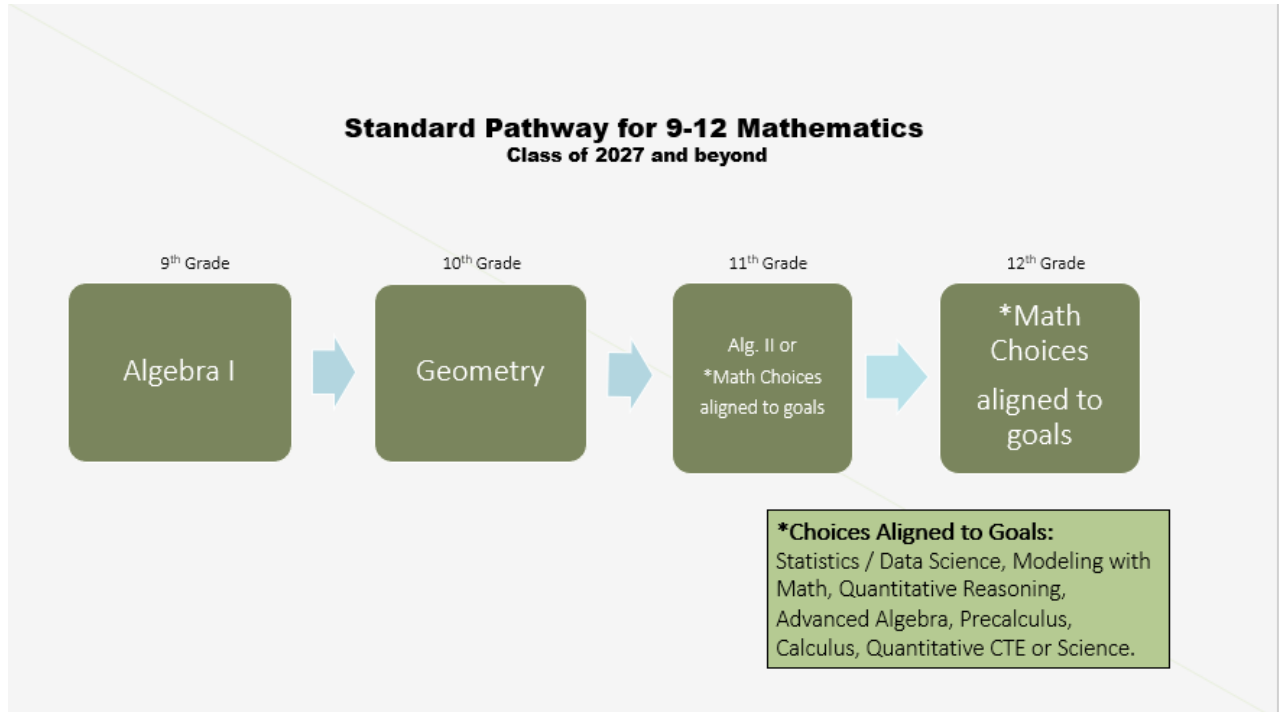 Standard Pathway for 9-12 Mathematics
Class of 2027 and beyond
9th Grade
10th Grade
11th Grade
12th Grade
Algebra I
Geometry
Alg. II or
*Math Choices
aligned to goals
*Math
Choices
aligned to
goals
*Choices Aligned to Goals:
Statistics / Data Science, Modeling with
Math, Quantitative Reasoning,
Advanced Algebra, Precalculus,
Calculus, Quantitative CTE or Science.